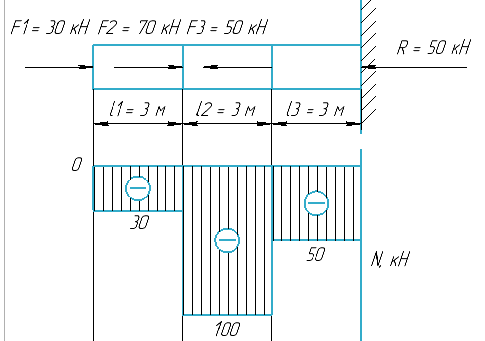 F1 = 30 кН F2 = 70 кН F3 = 50 кН
R = 50 кН
l1 = 3 м l2 = 3 м l3 = 3 м
0
30
50
N, кН
100